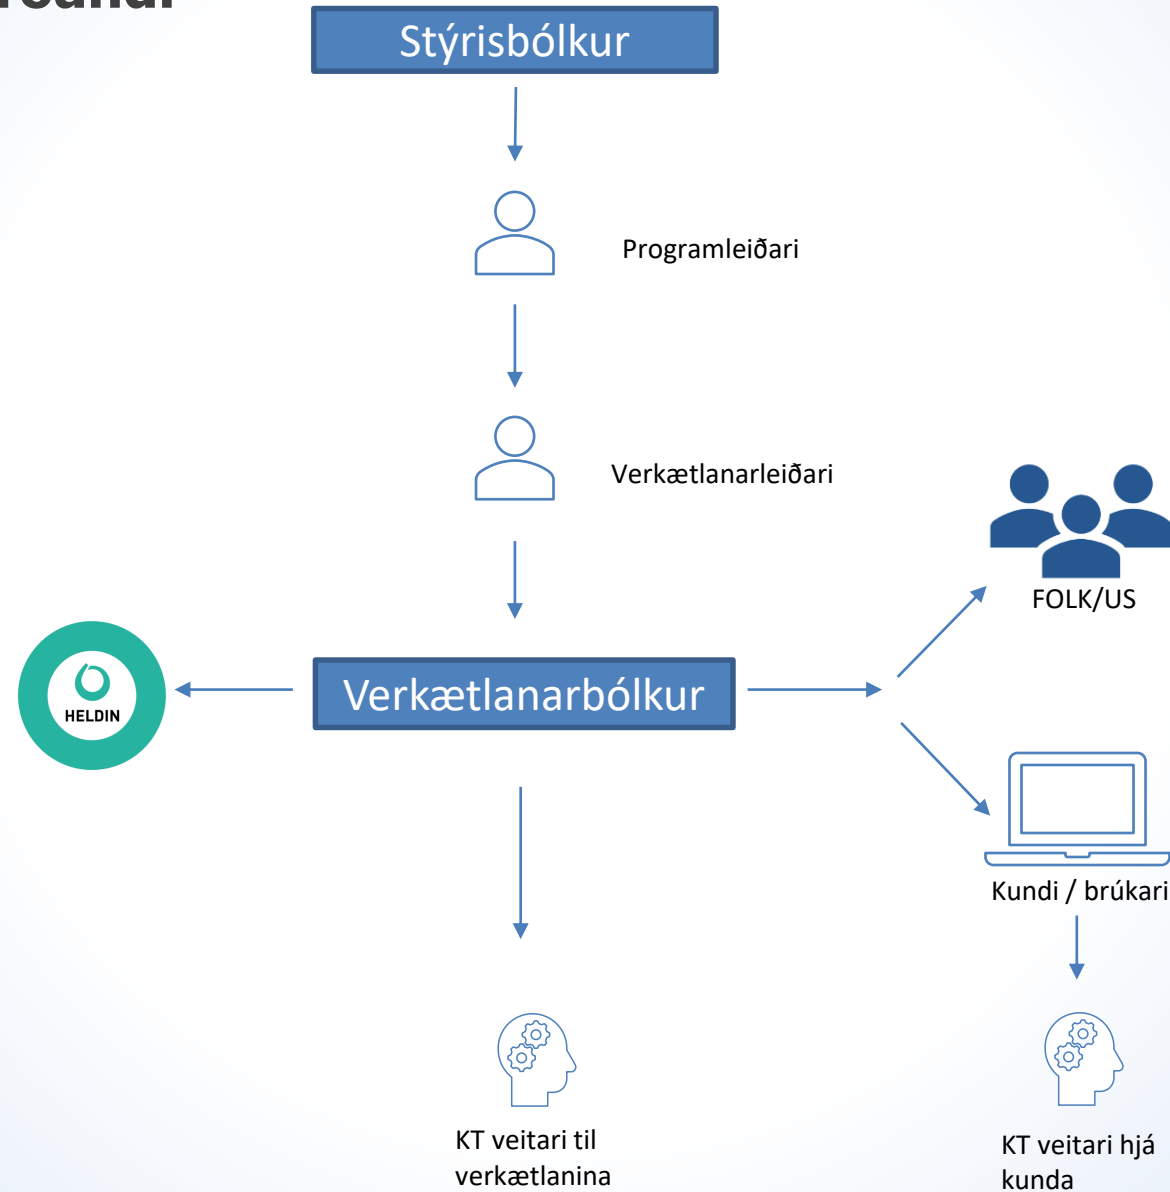 Stýrisbólkur
Programleiðari
Verkætlanarleiðari
FOLK/US
HELDIN
Verkætlanarbólkur
Kundi / brúkari
KT veitari til
verkætlanina
KT veitari hjá
kunda